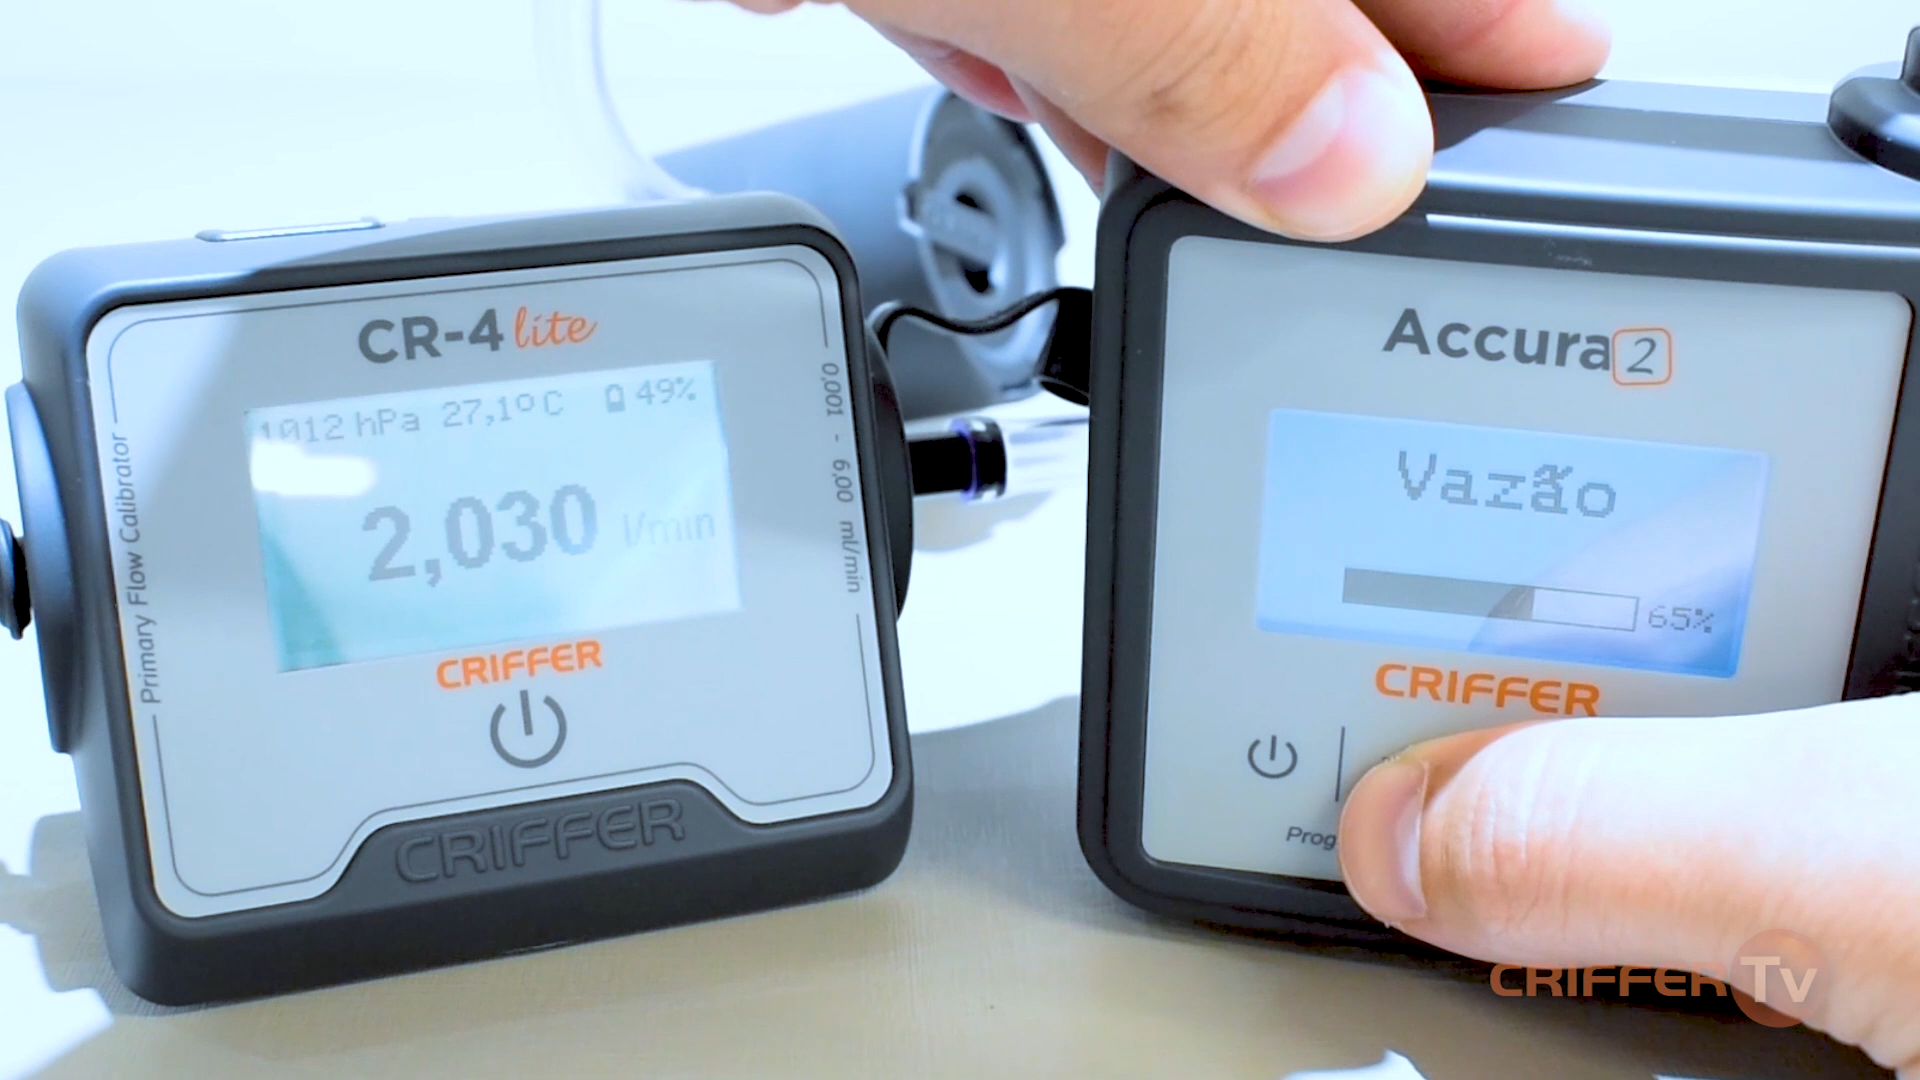 CR-4 lite
1012 hPa 27,1°C 49%
2,030 l/min
CRIFFER
CRIFFER
Primary Flow Calibrator
0,001 - 6,00 ml/min
Accura 2
Vazão
65%
CRIFFER
Prog
CRIFFER Tv